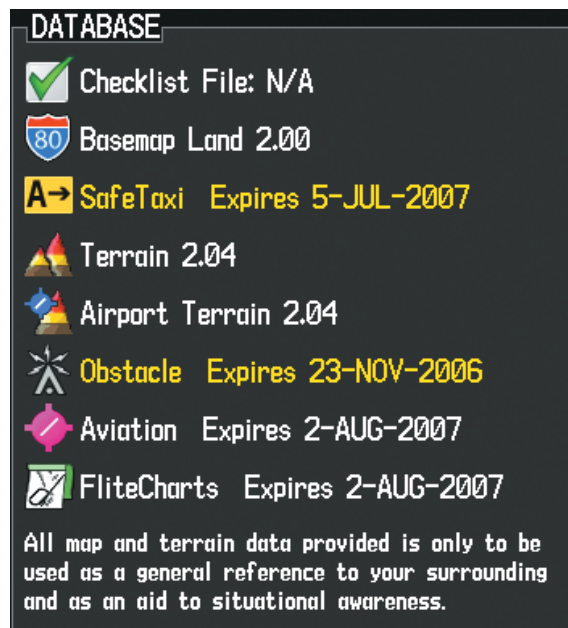 DATABASE
Checklist File: N/A
80 Basemap Land 2.00
A→ SafeTaxi Expires 5-JUL-2007
Terrain 2.04
Airport Terrain 2.04
Obstacle Expires 23-NOV-2006
Aviation Expires 2-AUG-2007
FliteCharts Expires 2-AUG-2007
All map and terrain data provided is only to be
used as a general reference to your surrounding
and as an aid to situational awareness.